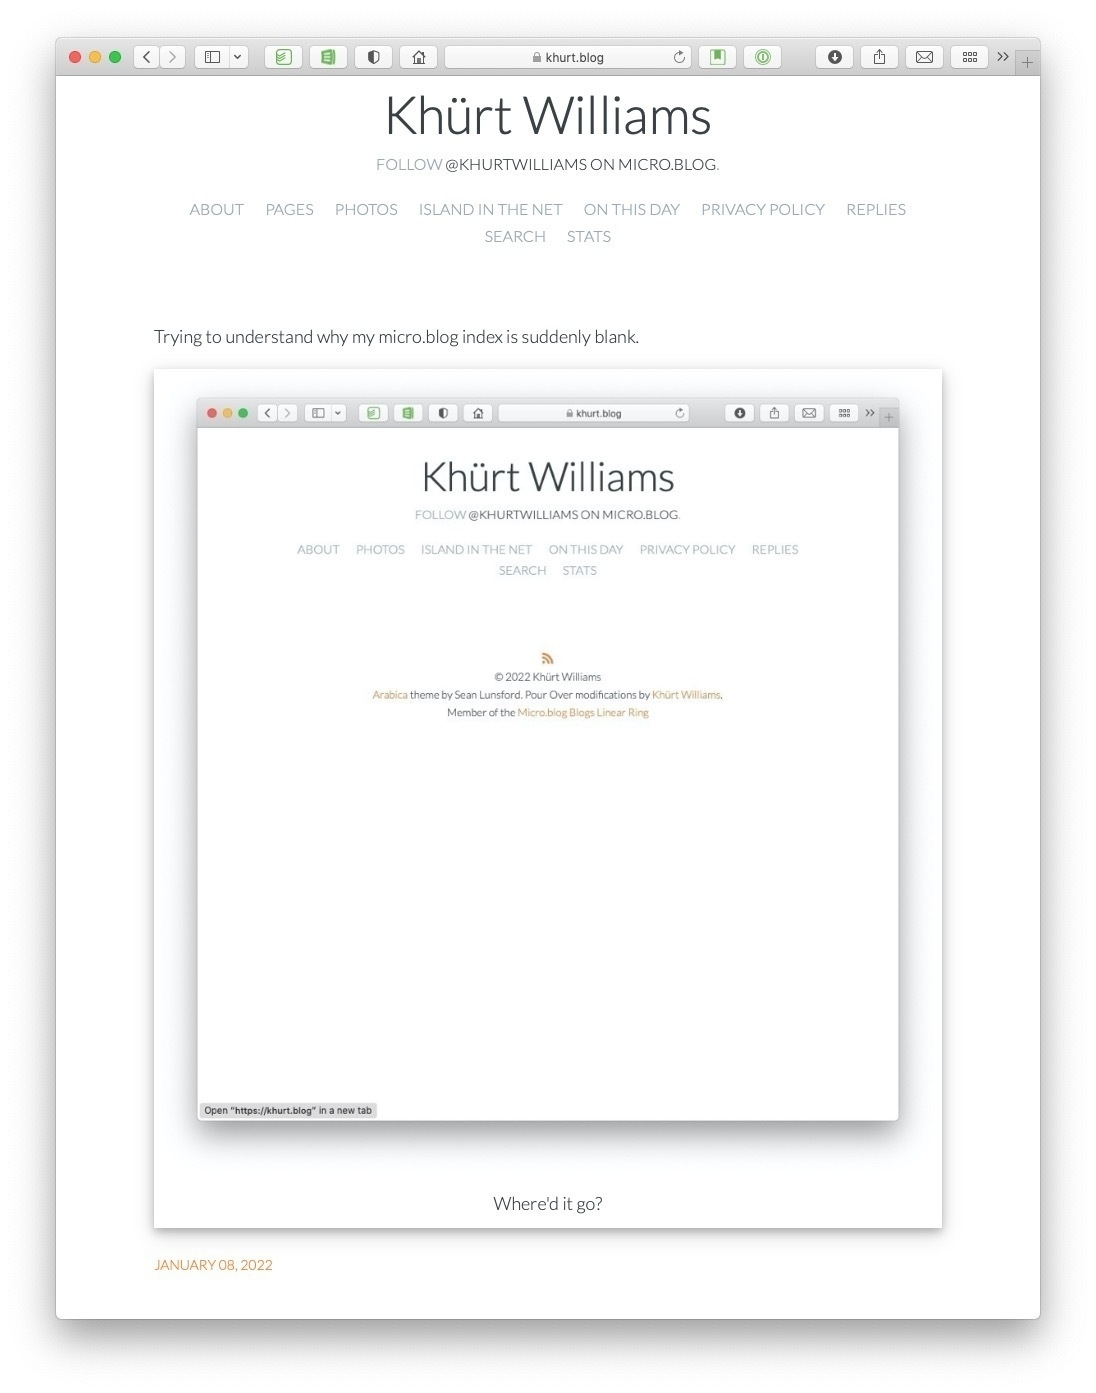 khurt.blog
Khürt Williams
FOLLOW @KHURTWILLIAMS ON MICRO.BLOG.
ABOUT PAGES PHOTOS ISLAND IN THE NET ON THIS DAY PRIVACY POLICY REPLIES
SEARCH STATS
Trying to understand why my micro.blog index is suddenly blank.
khurt.blog
Khürt Williams
FOLLOW @KHURTWILLIAMS ON MICRO.BLOG.
ABOUT PHOTOS ISLAND IN THE NET ON THIS DAY PRIVACY POLICY REPLIES
SEARCH STATS
© 2022 Khürt Williams
Arabica theme by Sean Lunsford. Pour Over modifications by Khürt Williams.
Member of the Micro.blog Blogs Linear Ring
Open "https://khurt.blog" in a new tab
Where'd it go?
JANUARY 08, 2022